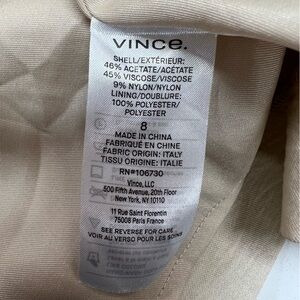 VINCE.
SHELL/EXTÉRIEUR:
46% ACETATE/ACÉTATE
45% VISCOSE/VISCOSE
9% NYLON/NYLON
LINING/DOUBLURE:
100% POLYESTER/
POLYESTER
8
MADE IN CHINA
FABRIQUÉ EN CHINE
FABRIC ORIGIN: ITALY
TISSU ORIGINE: ITALIE
RN#106730
Vince, LLC
500 Fifth Avenue, 20th Floor
New York, NY 10110
11 Rue Saint Florentin
75008 Paris France
SEE REVERSE FOR CARE
VOIR AU VERSO POUR LES SOINS